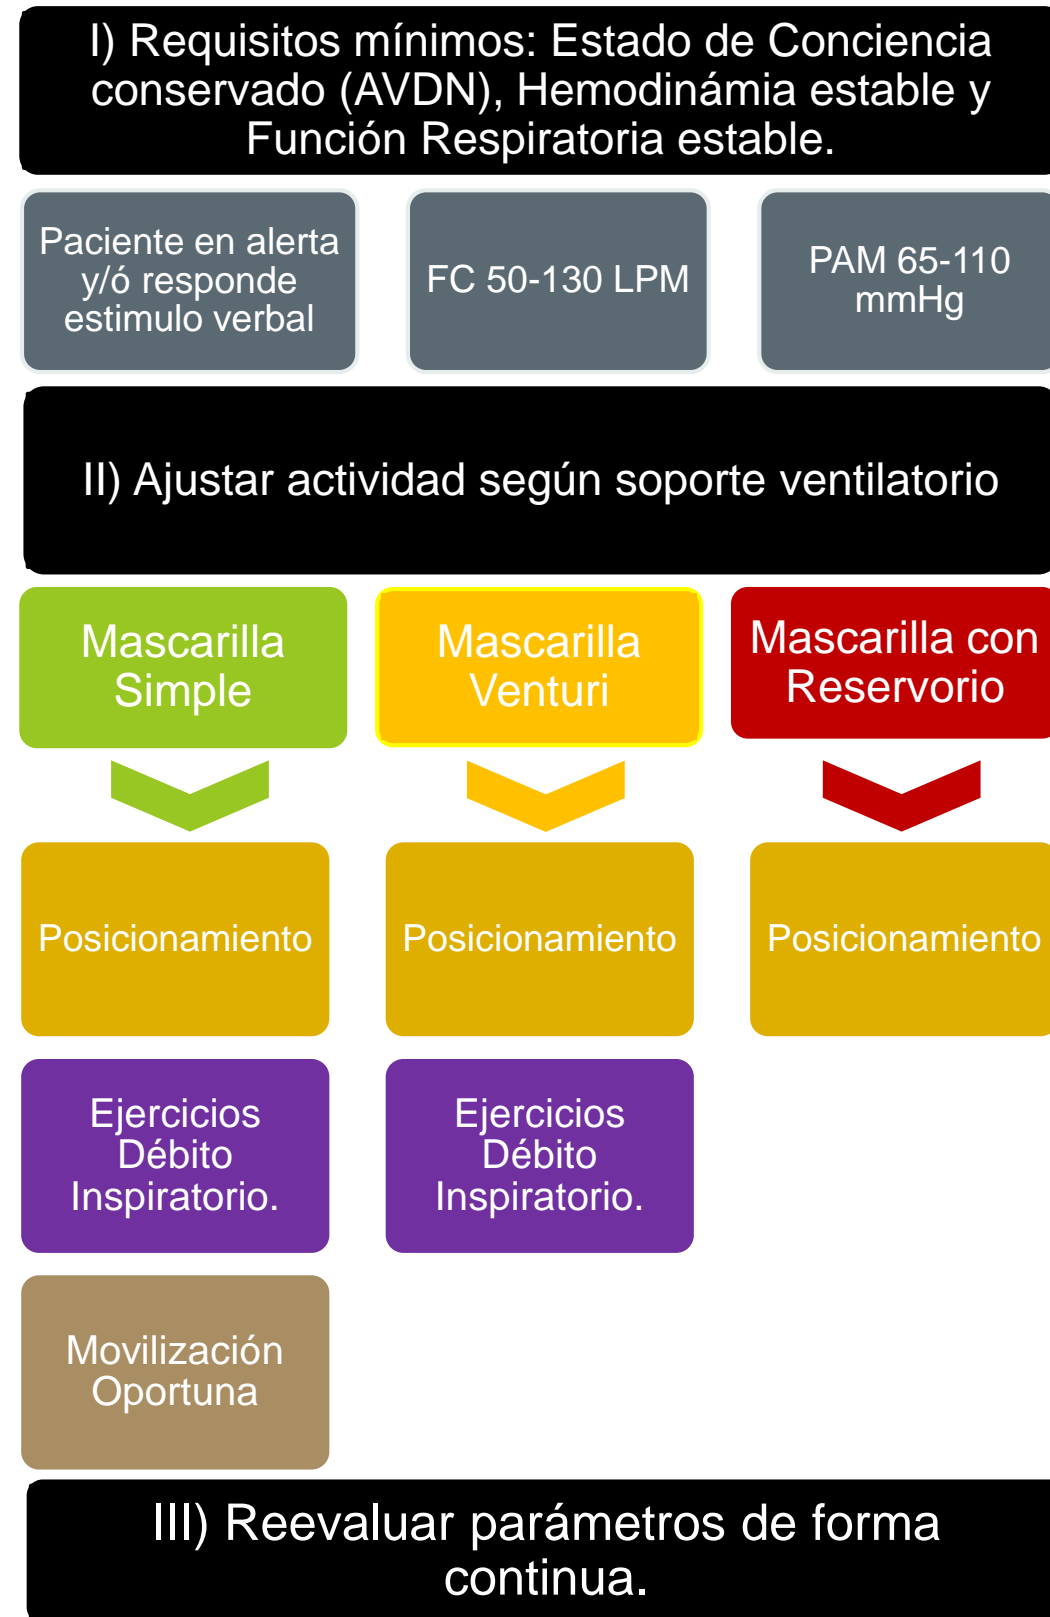 I) Requisitos mínimos: Estado de Conciencia
conservado (AVDN), Hemodinámia estable y
Función Respiratoria estable.
Paciente en alerta
y/ó responde
estimulo verbal
FC 50-130 LPM
PAM 65-110
mmHg
II) Ajustar actividad según soporte ventilatorio
Mascarilla
Simple
Mascarilla
Venturi
Mascarilla con
Reservorio
Posicionamiento
Posicionamiento
Posicionamiento
Ejercicios
Débito
Inspiratorio.
Ejercicios
Débito
Inspiratorio.
Movilización
Oportuna
III) Reevaluar parámetros de forma
continua.